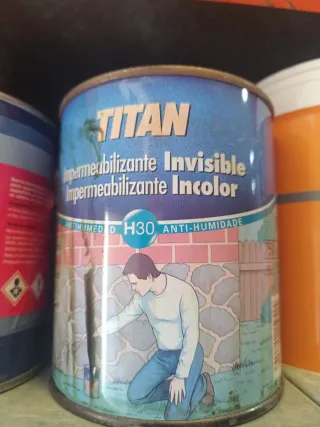 TITAN
Impermeabilizante Invisible
Impermeabilizante Incolor
H30 ANTI-HUMIDADE